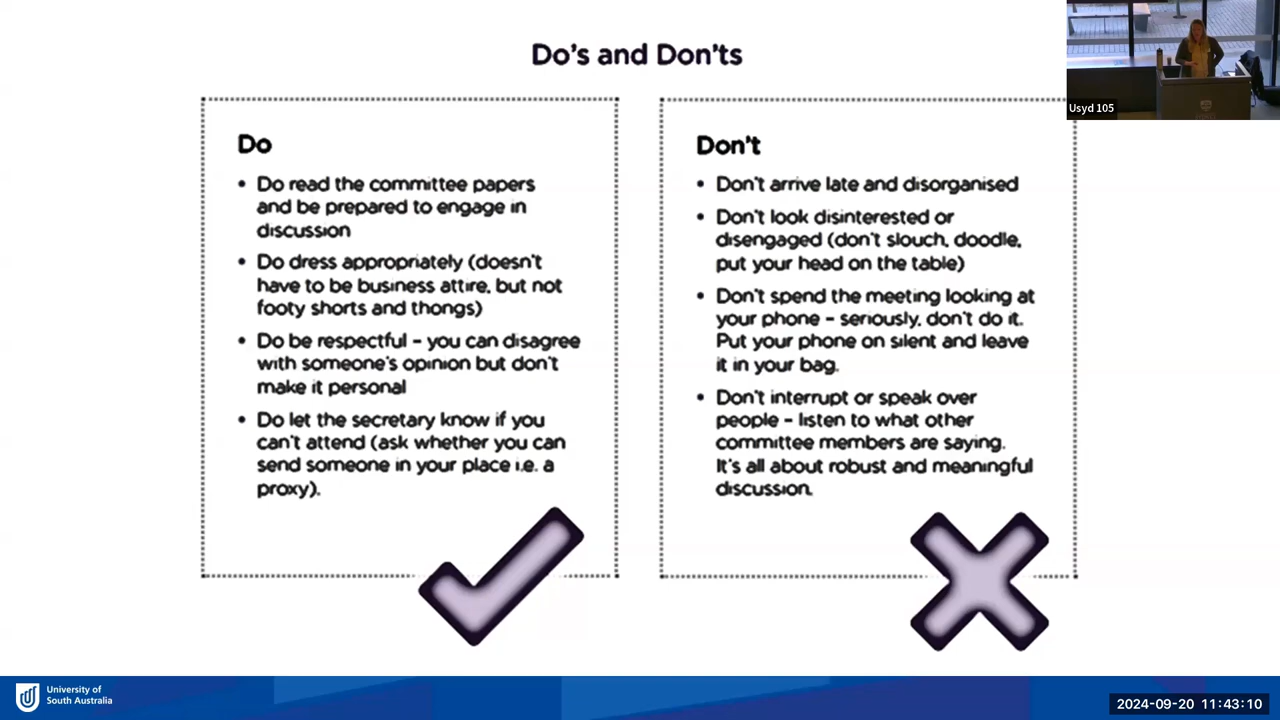 Do's and Don'ts
Do
• Do read the committee papers
and be prepared to engage in
discussion
• Do dress appropriately (doesn't
have to be business attire, but not
footy shorts and thongs)
• Do be respectful – you can disagree
with someone's opinion but don't
make it personal
• Do let the secretary know if you
can't attend (ask whether you can
send someone in your place i.e. a
proxy).
Don't
• Don't arrive late and disorganised
• Don't look disinterested or
disengaged (don't slouch, doodle,
put your head on the table)
• Don't spend the meeting looking at
your phone – seriously, don't do it.
Put your phone on silent and leave
it in your bag.
• Don't interrupt or speak over
people – listen to what other
committee members are saying.
It's all about robust and meaningful
discussion.
Usyd 105
University of
South Australia
2024-09-20 11:43:10